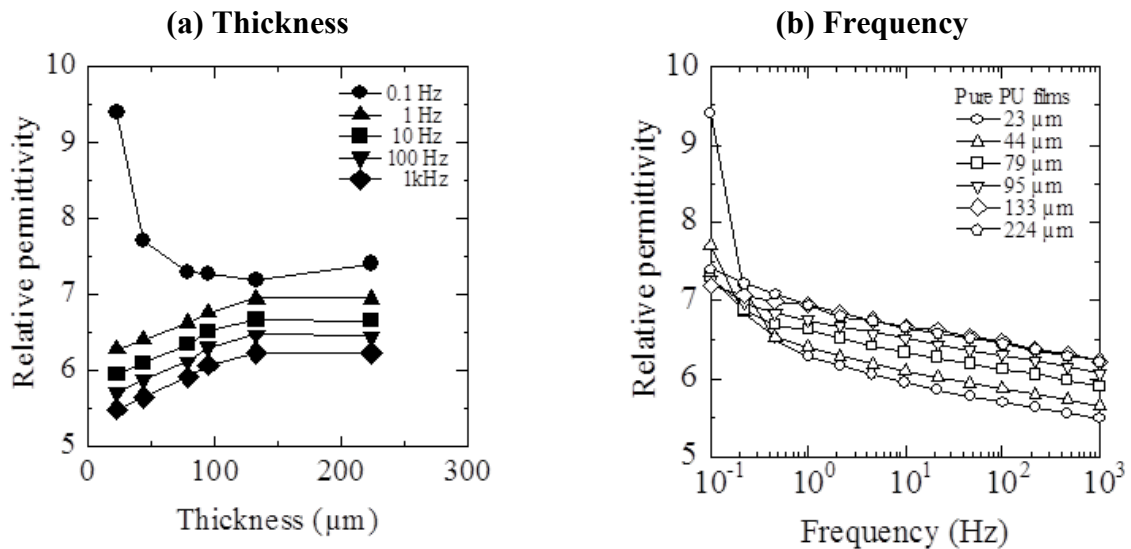 (a) Thickness
10
9
8
7
6
5
0
100
200
300
Relative permittivity
Thickness (µm)
0.1 Hz
1 Hz
10 Hz
100 Hz
1kHz
(b) Frequency
10
9
8
7
6
5
10⁻¹
10⁰
10¹
10²
10³
Relative permittivity
Frequency (Hz)
Pure PU films
23 µm
44 µm
79 µm
95 µm
133 µm
224 µm